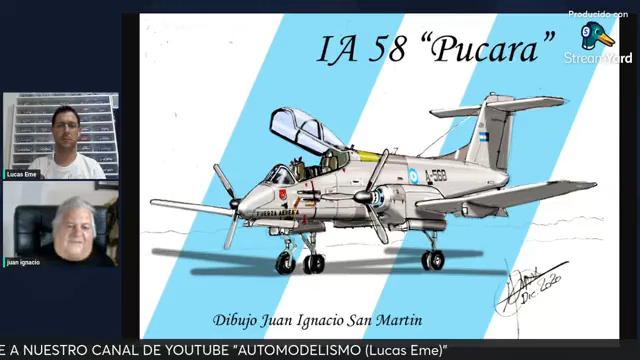 Producido con
StreamYard
IA 58 "Pucara"
Lucas Eme
juan ignacio
A-568
FUERZA AEREA
DIC. 2020
Dibujo Juan Ignacio San Martin
E A NUESTRO CANAL DE YOUTUBE "AUTOMODELISMO (Lucas Eme)"